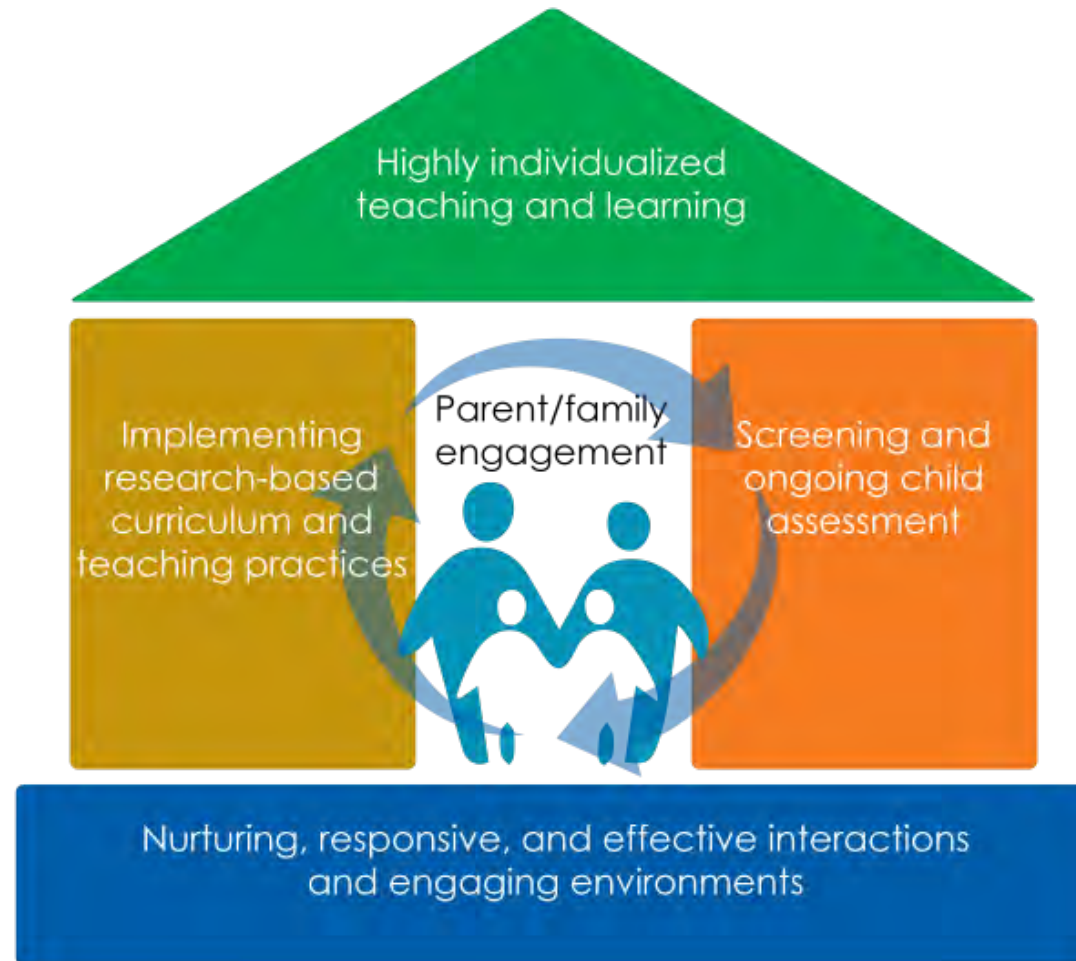 Highly individualized
teaching and learning
Implementing
research-based
curriculum and
teaching practices
Parent/family
engagement
Screening and
ongoing child
assessment
Nurturing, responsive, and effective interactions
and engaging environments